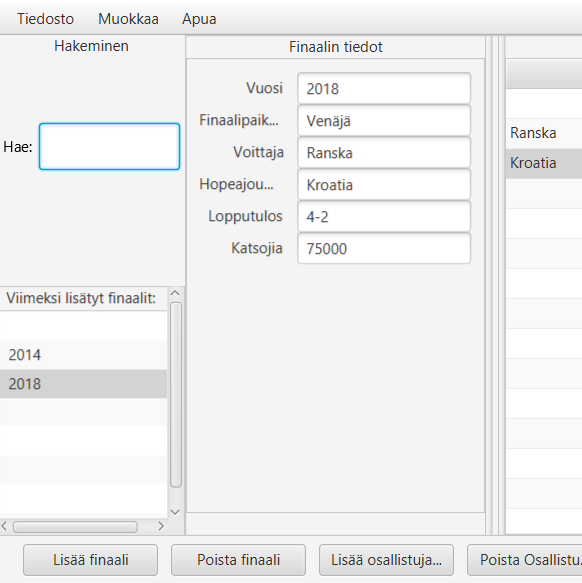 Tiedosto Muokkaa Apua
Hakeminen
Hae:
Viimeksi lisätyt finaalit:
2014
2018
Finaalin tiedot
Vuosi 2018
Finaalipaik... Venäjä
Voittaja Ranska
Hopeajou... Kroatia
Lopputulos 4-2
Katsojia 75000
Ranska
Kroatia
Lisää finaali Poista finaali Lisää osallistuja... Poista Osallistu...